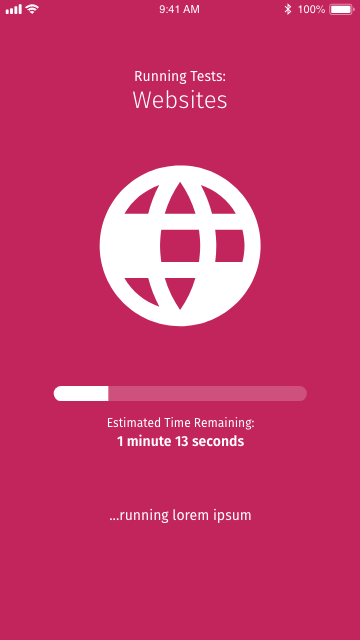 9:41 AM
100%
Running Tests:
Websites
Estimated Time Remaining:
1 minute 13 seconds
...running lorem ipsum